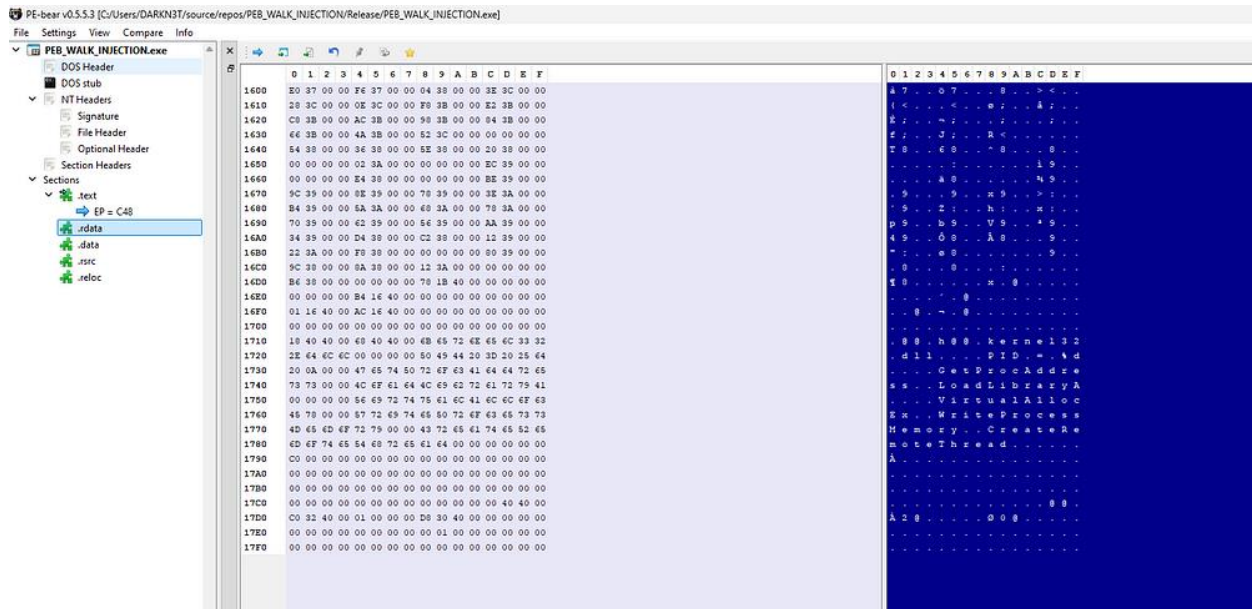 PE-bear v0.5.5.3 [C:/Users/DARKN3T/source/repos/PEB_WALK_INJECTION/Release/PEB_WALK_INJECTION.exe]
File Settings View Compare Info
PEB_WALK_INJECTION.exe
DOS Header
DOS stub
NT Headers
Signature
File Header
Optional Header
Section Headers
Sections
.text
EP = C48
.rdata
.data
.rsrc
.reloc
0 1 2 3 4 5 6 7 8 9 A B C D E F
1600 E0 37 00 00 F6 37 00 00 04 38 00 00 3E 3C 00 00
1610 28 3C 00 00 0E 3C 00 00 F8 3B 00 00 E2 3B 00 00
1620 C8 3B 00 00 AC 3B 00 00 98 3B 00 00 84 3B 00 00
1630 66 3B 00 00 4A 3B 00 00 52 3C 00 00 00 00 00 00
1640 54 38 00 00 36 38 00 00 5E 38 00 00 20 38 00 00
1650 00 00 00 00 02 3A 00 00 00 00 00 00 EC 39 00 00
1660 00 00 00 00 E4 38 00 00 00 00 00 00 BE 39 00 00
1670 9C 39 00 00 8E 39 00 00 78 39 00 00 3E 3A 00 00
1680 B4 39 00 00 5A 3A 00 00 68 3A 00 00 78 3A 00 00
1690 70 39 00 00 62 39 00 00 56 39 00 00 AA 39 00 00
16A0 34 39 00 00 D4 38 00 00 C2 38 00 00 12 39 00 00
16B0 22 3A 00 00 F8 38 00 00 00 00 00 00 80 39 00 00
16C0 9C 38 00 00 8A 38 00 00 12 3A 00 00 00 00 00 00
16D0 B6 38 00 00 00 00 00 00 78 1B 40 00 00 00 00 00
16E0 00 00 00 00 B4 16 40 00 00 00 00 00 00 00 00 00
16F0 01 16 40 00 AC 16 40 00 00 00 00 00 00 00 00 00
1700 00 00 00 00 00 00 00 00 00 00 00 00 00 00 00 00
1710 18 40 40 00 68 40 40 00 6B 65 72 6E 65 6C 33 32
1720 2E 64 6C 6C 00 00 00 00 50 49 44 20 3D 20 25 64
1730 20 0A 00 00 47 65 74 50 72 6F 63 41 64 64 72 65
1740 73 73 00 00 4C 6F 61 64 4C 69 62 72 61 72 79 41
1750 00 00 00 00 56 69 72 74 75 61 6C 41 6C 6C 6F 63
1760 45 78 00 00 57 72 69 74 65 50 72 6F 63 65 73 73
1770 4D 65 6D 6F 72 79 00 00 43 72 65 61 74 65 52 65
1780 6D 6F 74 65 54 68 72 65 61 64 00 00 00 00 00 00
1790 C0 00 00 00 00 00 00 00 00 00 00 00 00 00 00 00
17A0 00 00 00 00 00 00 00 00 00 00 00 00 00 00 00 00
17B0 00 00 00 00 00 00 00 00 00 00 00 00 00 00 00 00
17C0 00 00 00 00 00 00 00 00 00 00 00 00 00 40 40 00
17D0 C0 32 40 00 01 00 00 00 D8 30 40 00 00 00 00 00
17E0 00 00 00 00 00 00 00 00 01 00 00 00 00 00 00 00
17F0 00 00 00 00 00 00 00 00 00 00 00 00 00 00 00 00
0 1 2 3 4 5 6 7 8 9 A B C D E F
. @ @ . h @ @ . k e r n e l 3 2
. d l l . . . . P I D . = . % d
. . . . G e t P r o c A d d r e
s s . . L o a d L i b r a r y A
. . . . V i r t u a l A l l o c
E x . . W r i t e P r o c e s s
M e m o r y . . C r e a t e R e
m o t e T h r e a d . . . . . .